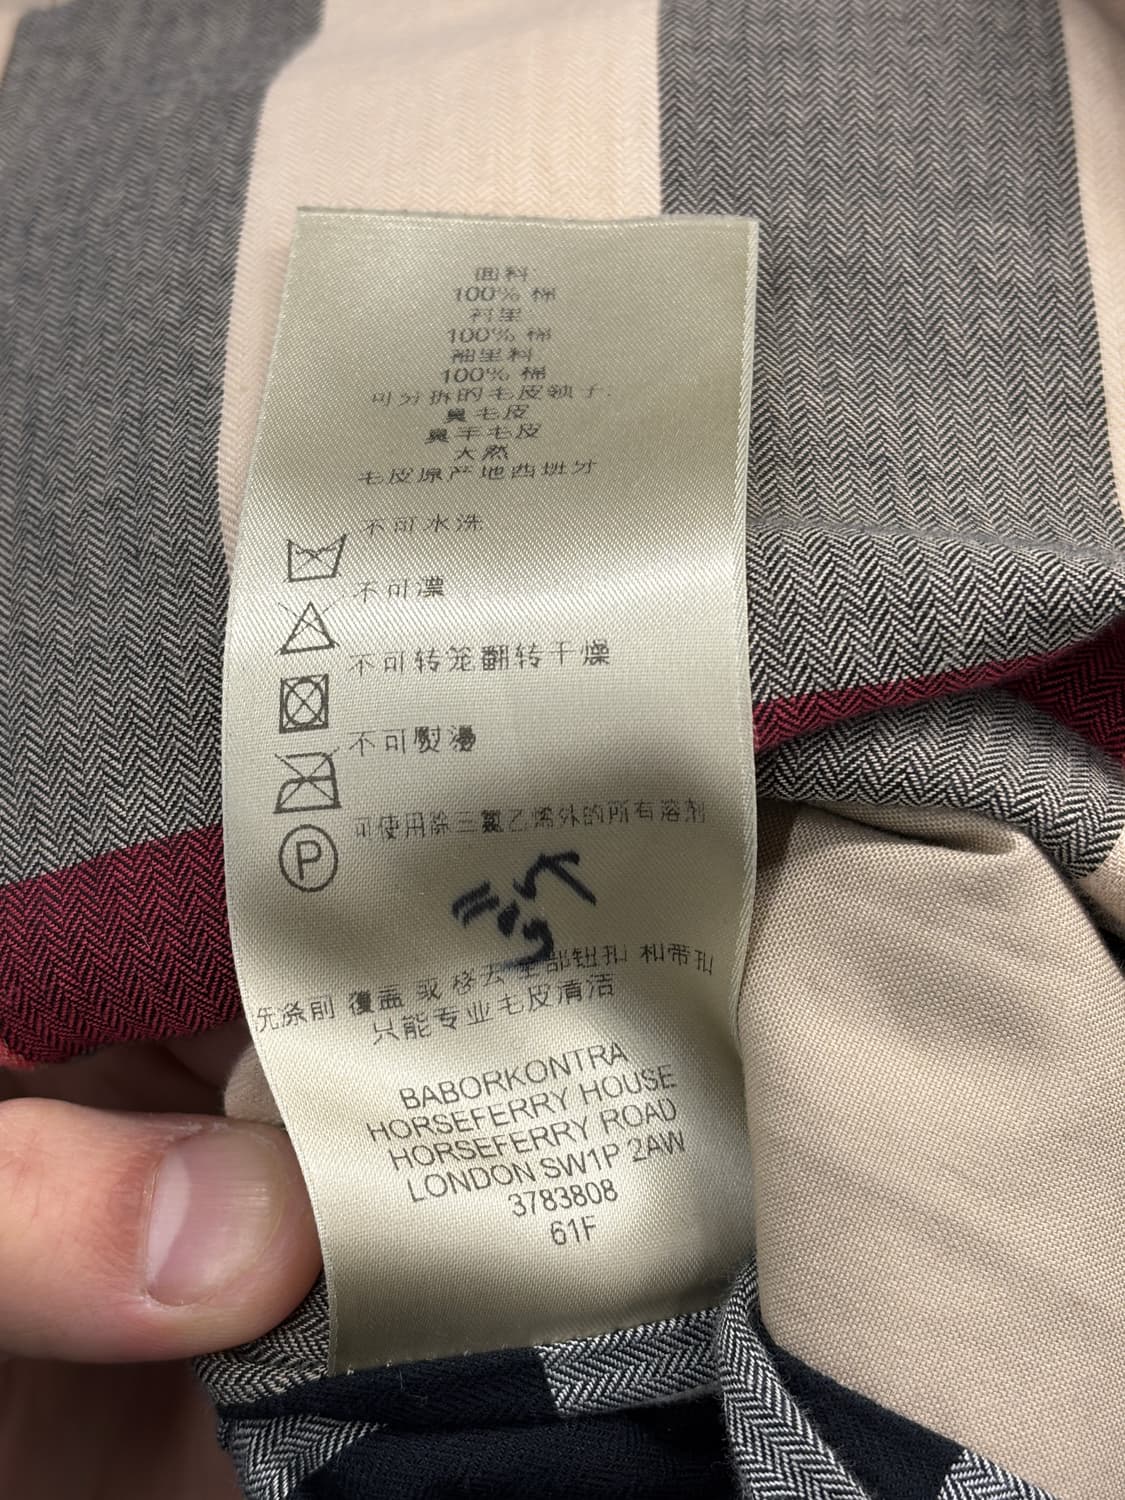 面料:
100% 棉
衬里
100% 棉
袖里料
100% 棉
可分拆的毛皮领子:
臭毛皮
臭羊毛皮
天然
毛皮原产地西班牙
不可水洗
不可漂
不可转笼翻转干燥
不可熨烫
P
可使用除三氯乙烯外的所有溶剂
洗涤前 覆盖 或 移去 全部钮扣 和带扣
只能专业毛皮清洁
BABORKONTRA
HORSEFERRY HOUSE
HORSEFERRY ROAD
LONDON SW1P 2AW
3783808
61F